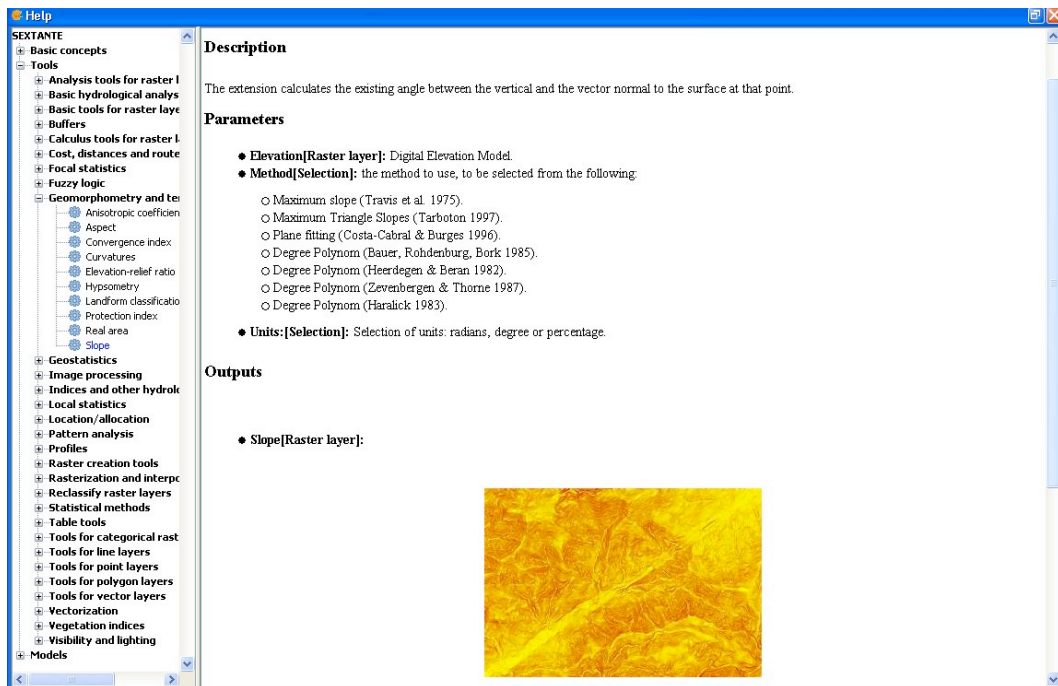 Help
SEXTANTE
Basic concepts
Tools
Analysis tools for raster l
Basic hydrological analys
Basic tools for raster laye
Buffers
Calculus tools for raster l
Cost, distances and route
Focal statistics
Fuzzy logic
Geomorphometry and te
Anisotropic coefficien
Aspect
Convergence index
Curvatures
Elevation-relief ratio
Hypsometry
Landform classificatio
Protection index
Real area
Slope
Geostatistics
Image processing
Indices and other hydrolo
Local statistics
Location/allocation
Pattern analysis
Profiles
Raster creation tools
Rasterization and interpo
Reclassify raster layers
Statistical methods
Table tools
Tools for categorical rast
Tools for line layers
Tools for point layers
Tools for polygon layers
Tools for vector layers
Vectorization
Vegetation indices
Visibility and lighting
Models
Description
The extension calculates the existing angle between the vertical and the vector normal to the surface at that point.
Parameters
Elevation[Raster layer]: Digital Elevation Model.
Method[Selection]: the method to use, to be selected from the following:
Maximum slope (Travis et al. 1975).
Maximum Triangle Slopes (Tarboton 1997).
Plane fitting (Costa-Cabral & Burges 1996).
Degree Polynom (Bauer, Rohdenburg, Bork 1985).
Degree Polynom (Heerdegen & Beran 1982).
Degree Polynom (Zevenbergen & Thorne 1987).
Degree Polynom (Haralick 1983).
Units:[Selection]: Selection of units: radians, degree or percentage.
Outputs
Slope[Raster layer]: